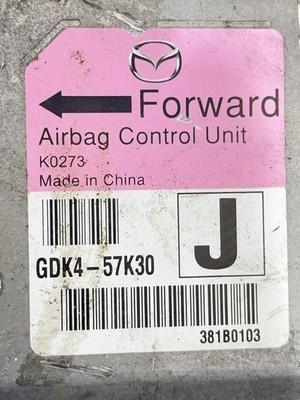 Forward
Airbag Control Unit
K0273
Made in China
GDK4-57K30
J
381B0103